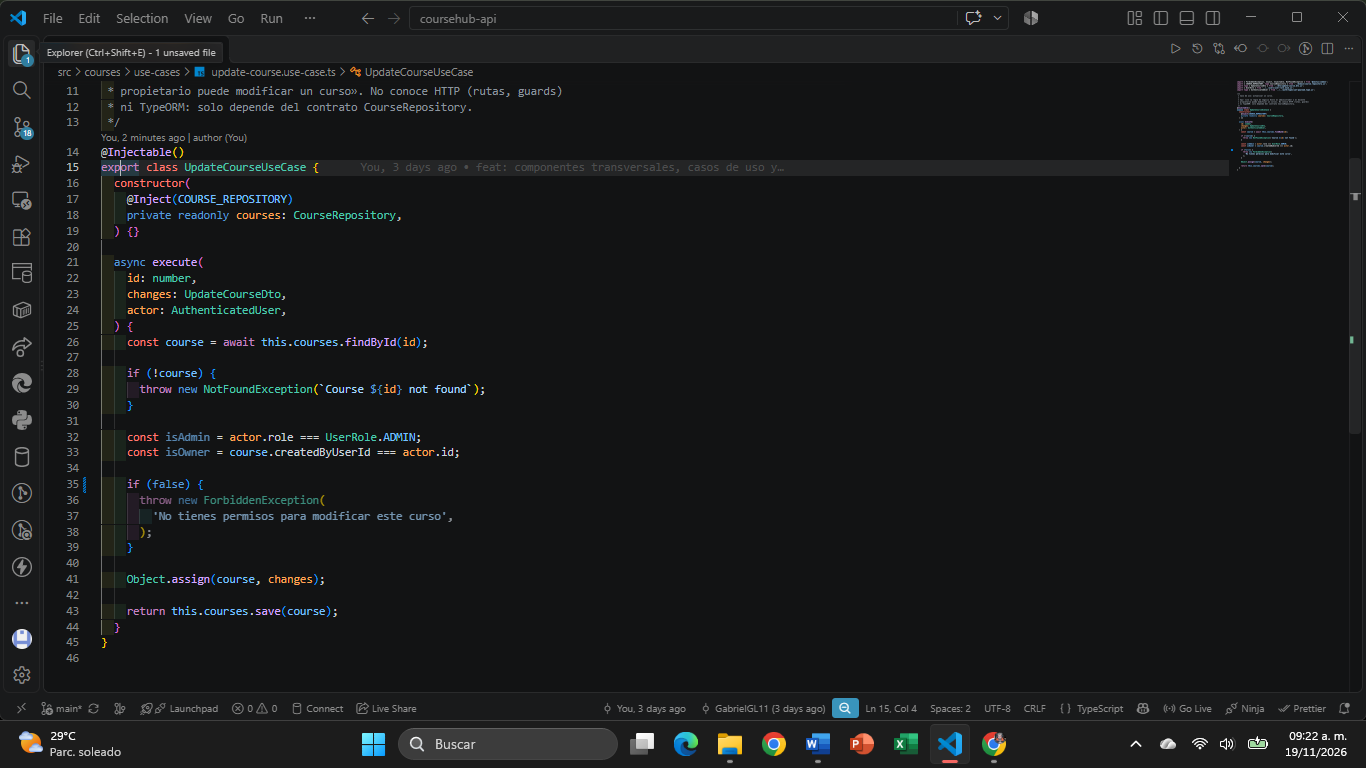 File Edit Selection View Go Run ··· coursehub-api
Explorer (Ctrl+Shift+E) - 1 unsaved file
src > courses > use-cases > update-course.use-case.ts > UpdateCourseUseCase
11 * propietario puede modificar un curso». No conoce HTTP (rutas, guards)
12 * ni TypeORM: solo depende del contrato CourseRepository.
13 */
You, 2 minutes ago | author (You)
14 @Injectable()
15 export class UpdateCourseUseCase { You, 3 days ago • feat: componentes transversales, casos de uso y…
16 constructor(
17 @Inject(COURSE_REPOSITORY)
18 private readonly courses: CourseRepository,
19 ) {}
20
21 async execute(
22 id: number,
23 changes: UpdateCourseDto,
24 actor: AuthenticatedUser,
25 ) {
26 const course = await this.courses.findById(id);
27
28 if (!course) {
29 throw new NotFoundException(`Course ${id} not found`);
30 }
31
32 const isAdmin = actor.role === UserRole.ADMIN;
33 const isOwner = course.createdByUserId === actor.id;
34
35 if (false) {
36 throw new ForbiddenException(
37 'No tienes permisos para modificar este curso',
38 );
39 }
40
41 Object.assign(course, changes);
42
43 return this.courses.save(course);
44 }
45 }
46
1
18
main* Launchpad 0 0 Connect Live Share You, 3 days ago GabrielGL11 (3 days ago) Ln 15, Col 4 Spaces: 2 UTF-8 CRLF { } TypeScript Go Live Ninja Prettier
29°C
Parc. soleado
Buscar
09:22 a. m.
19/11/2026